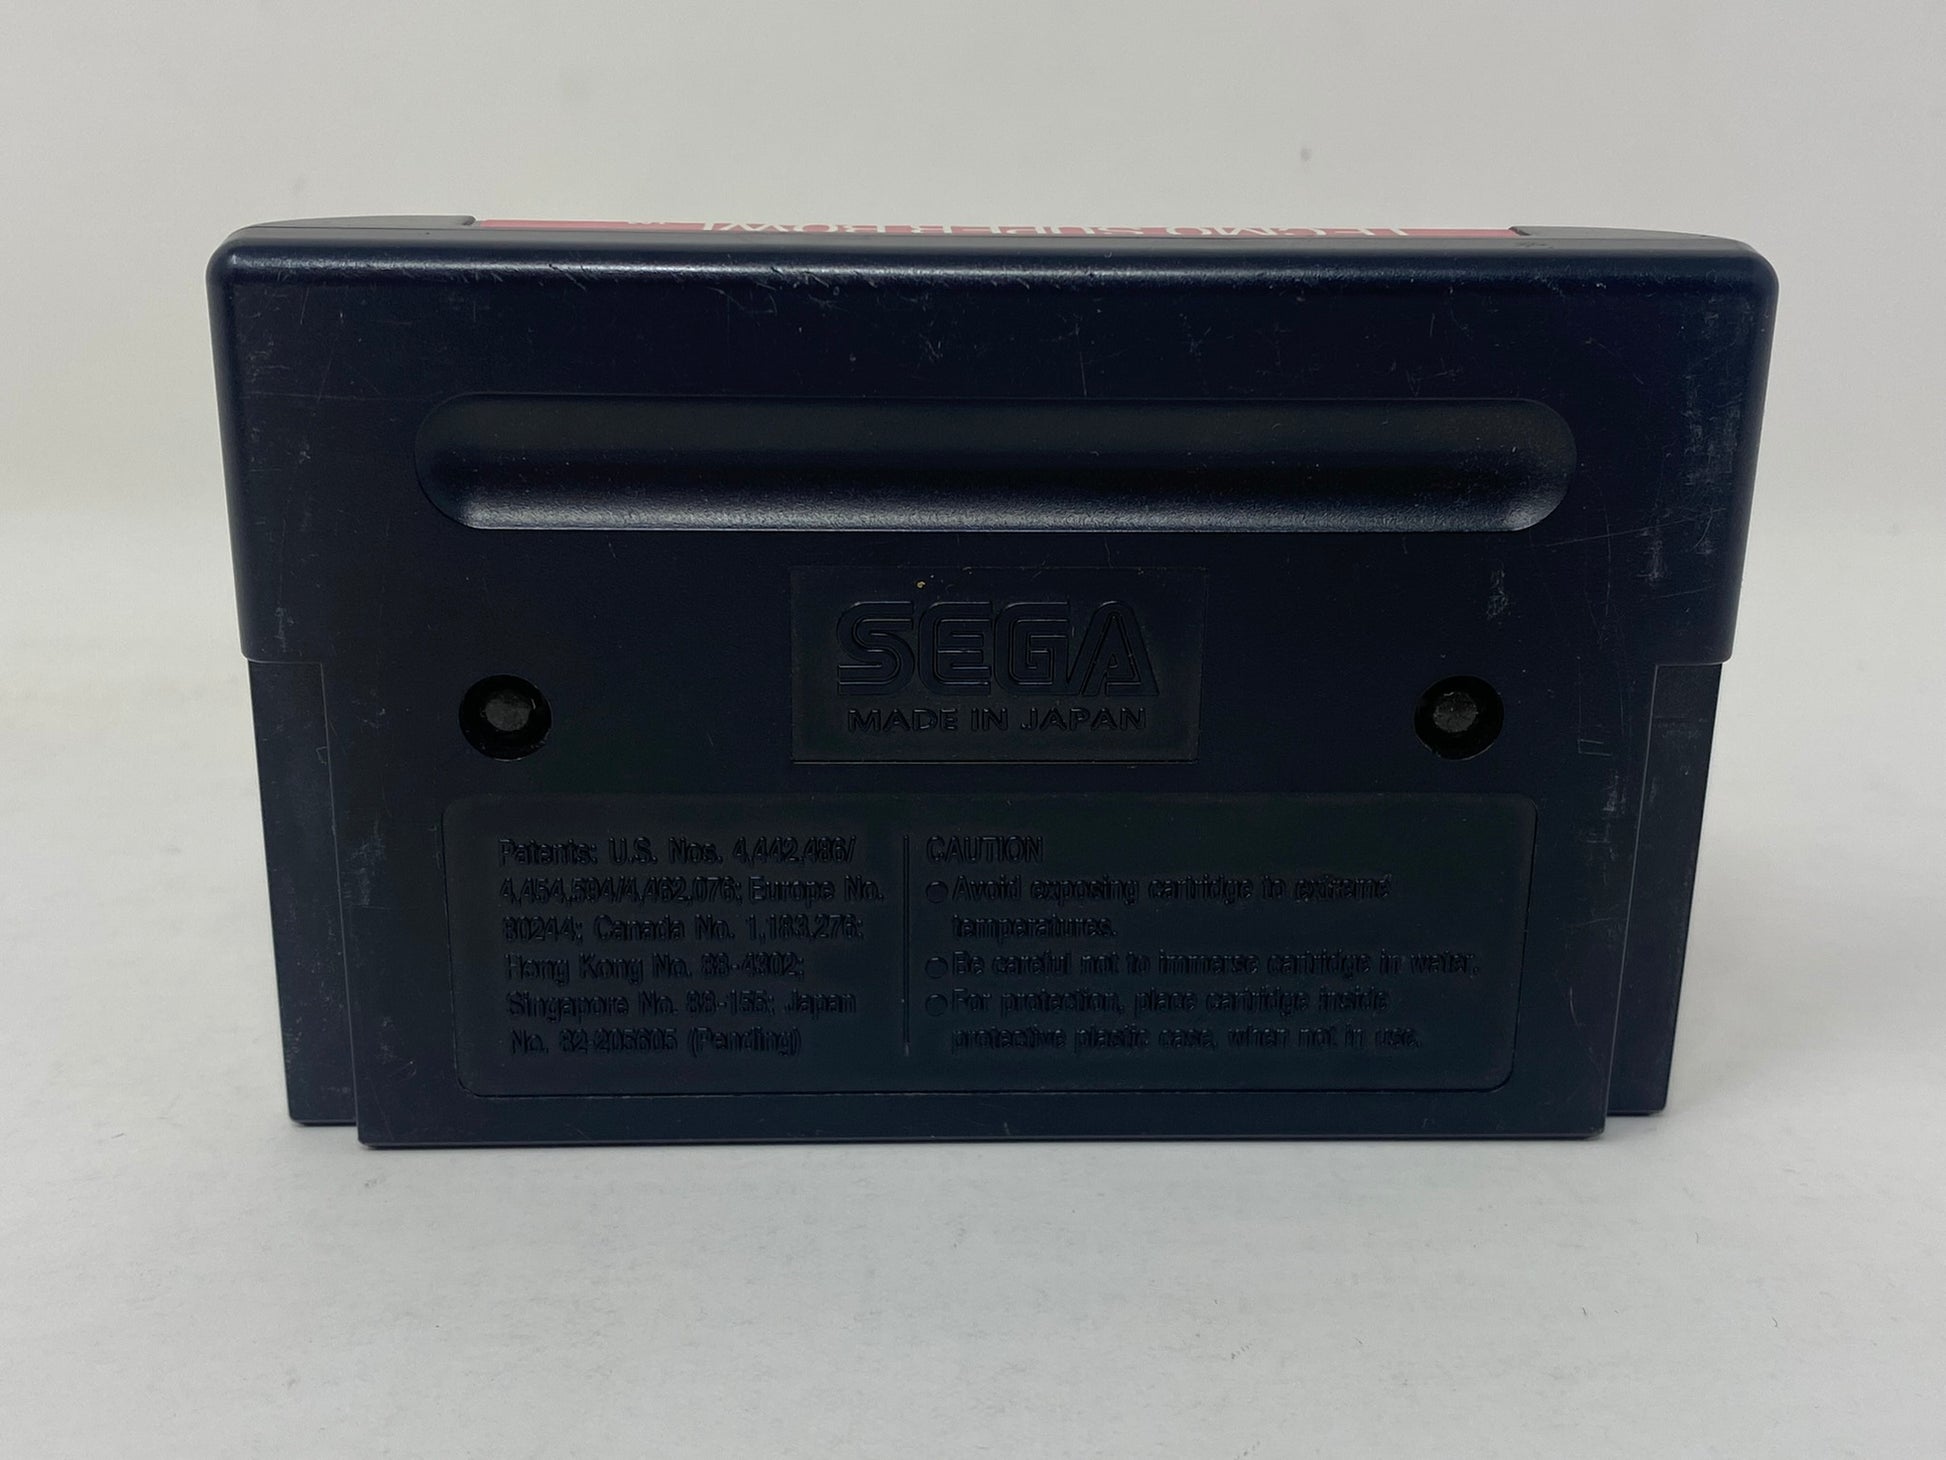 TECMO SUPER BOWL
SEGA
MADE IN JAPAN
Patents: U.S. Nos. 4,442,486/
4,454,594/4,462,076; Europe No.
80244; Canada No. 1,183,276;
Hong Kong No. 88-4302;
Singapore No. 88-155; Japan
No. 82-205605 (Pending)
CAUTION
● Avoid exposing cartridge to extreme
temperatures.
● Be careful not to immerse cartridge in water.
● For protection, place cartridge inside
protective plastic case, when not in use.